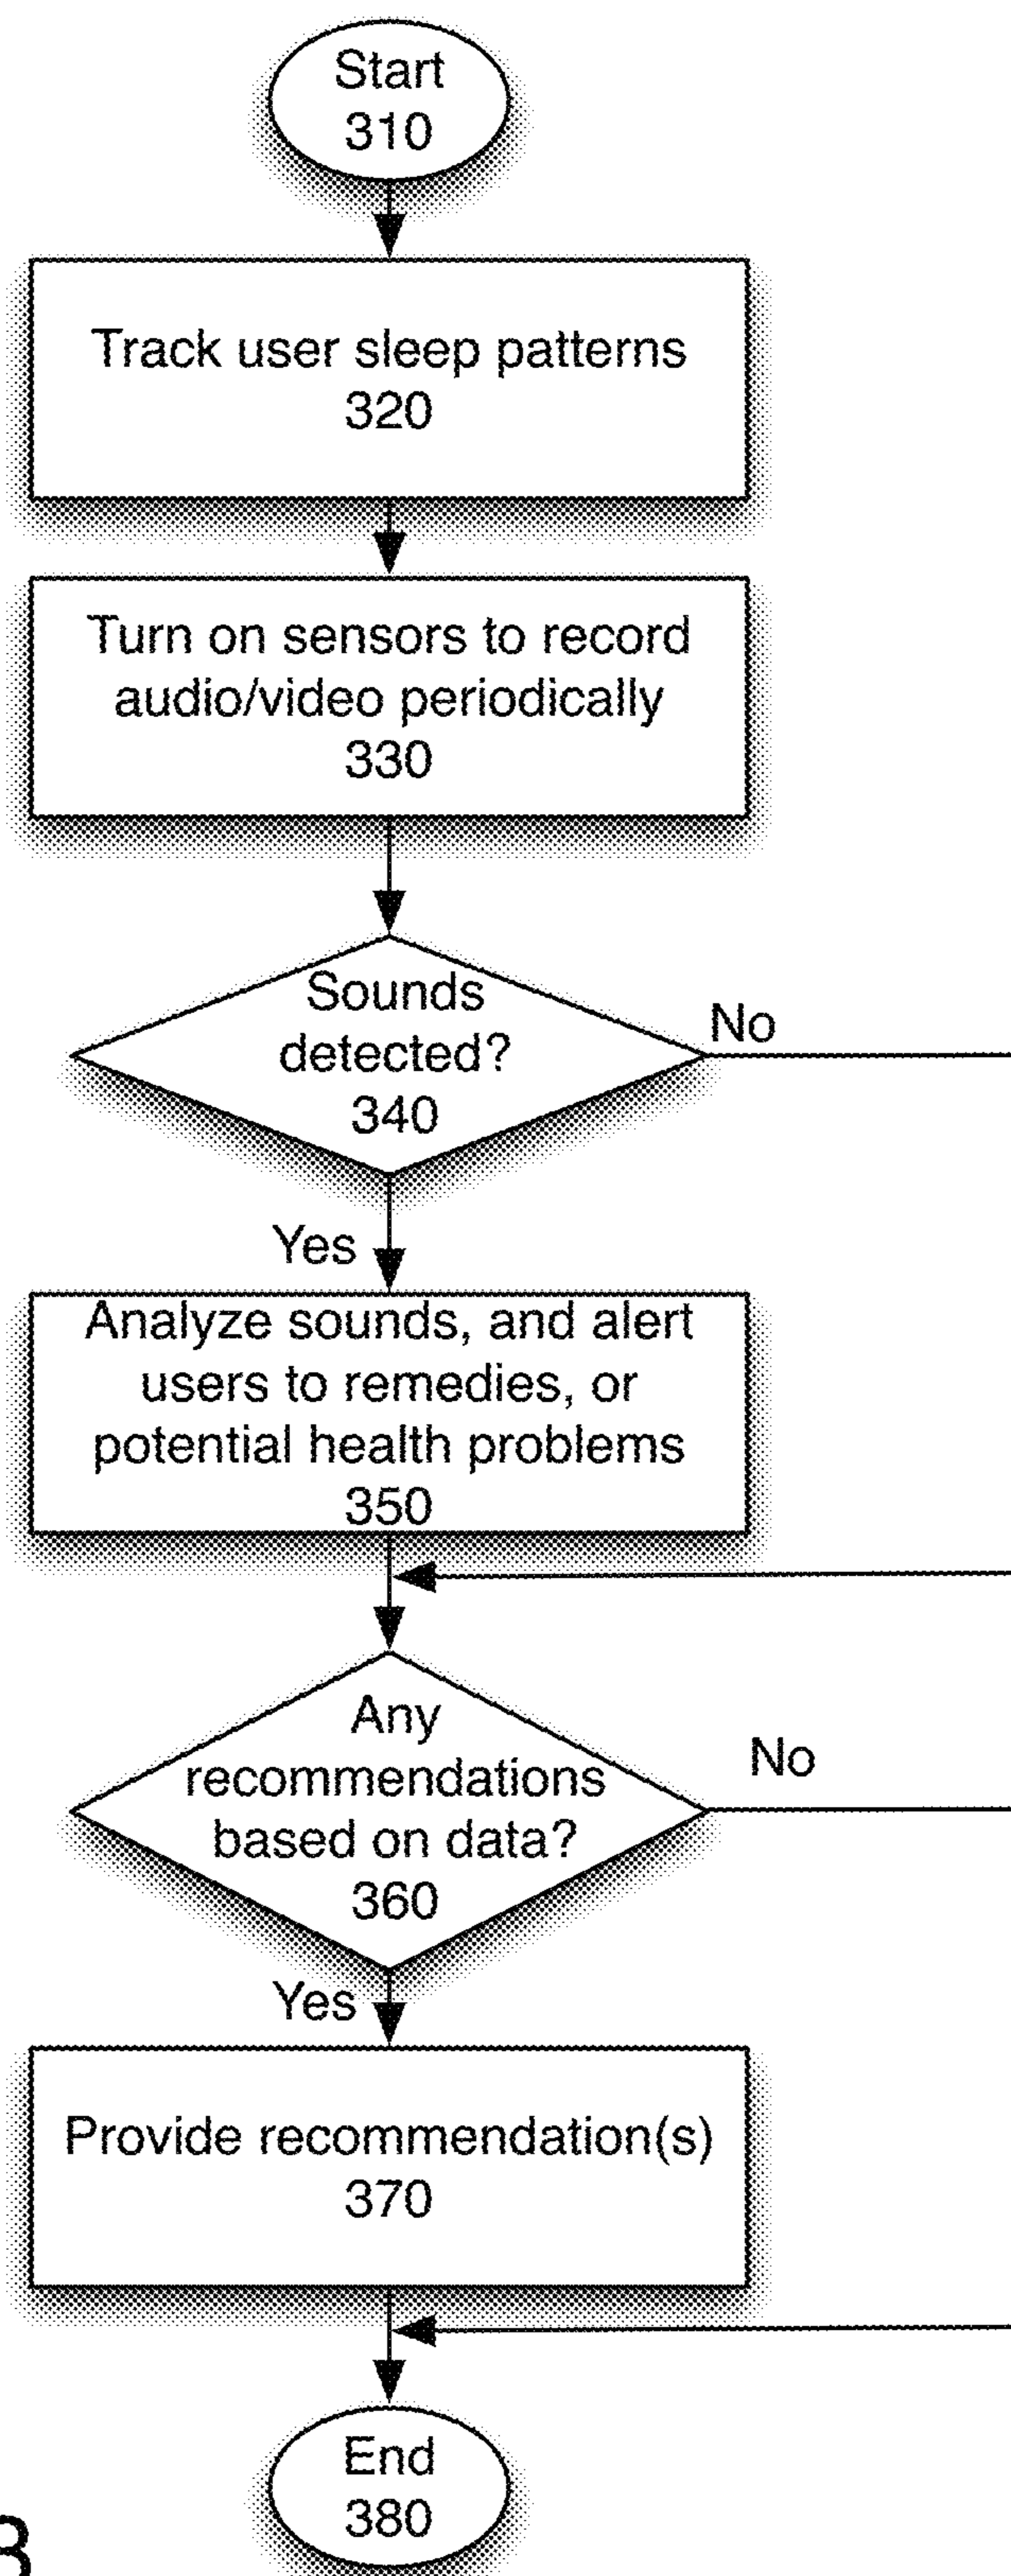 Start
310
Track user sleep patterns
320
Turn on sensors to record
audio/video periodically
330
Sounds
detected?
340
No
Yes
Analyze sounds, and alert
users to remedies, or
potential health problems
350
Any
recommendations
based on data?
360
No
Yes
Provide recommendation(s)
370
End
380
3